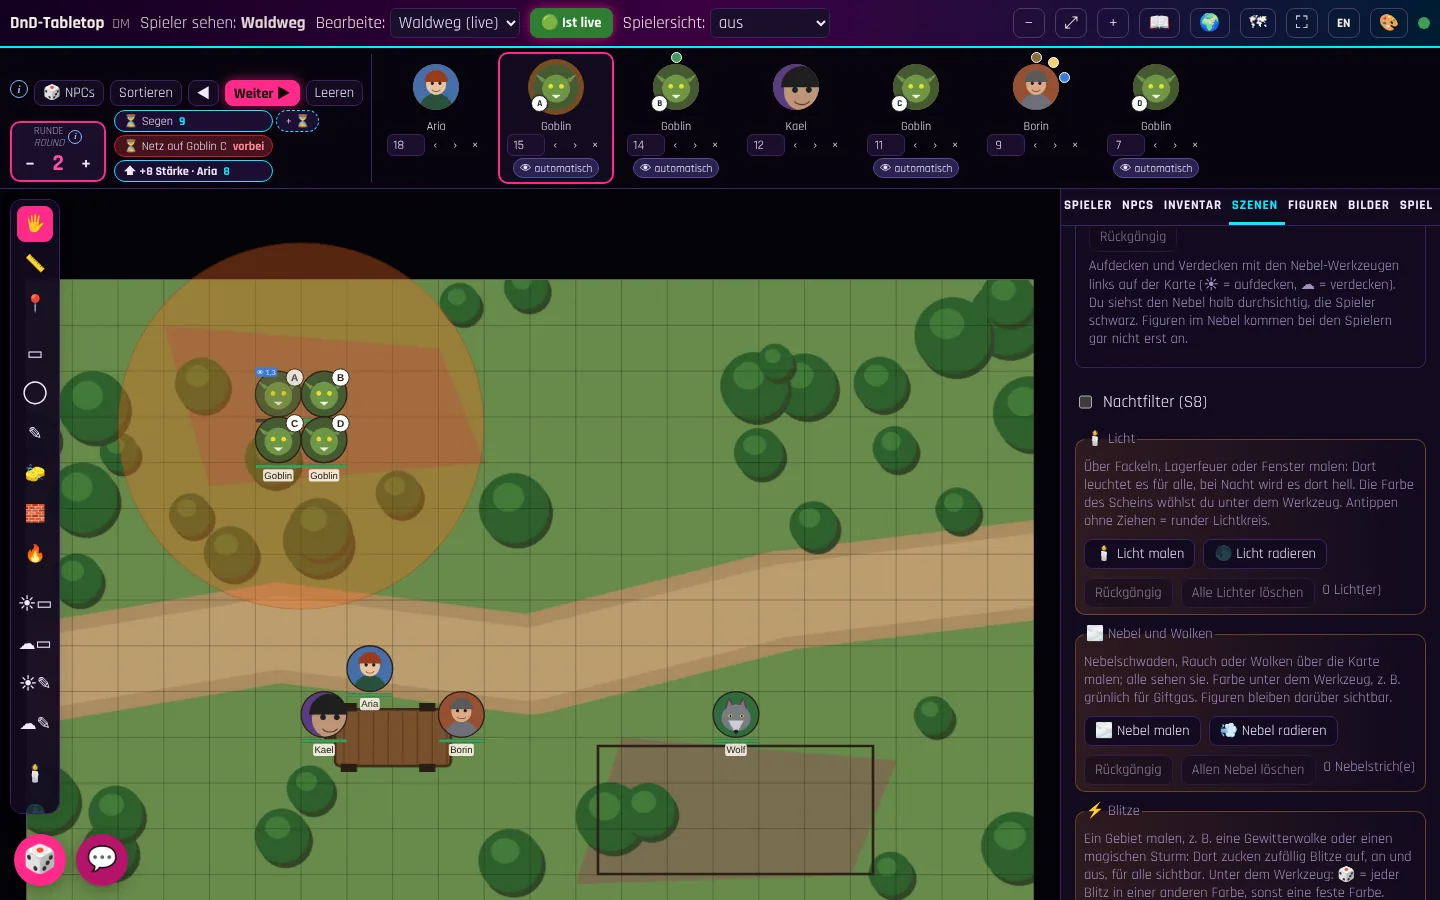 DnD-Tabletop DM Spieler sehen: Waldweg Bearbeite: Waldweg (live) Ist live Spielersicht: aus − + EN
i NPCs Sortieren ◀ Weiter ▶ Leeren
RUNDE
ROUND i
− 2 +
Segen 9 +
Netz auf Goblin C vorbei
+8 Stärke · Aria 8
A B C D
Aria Goblin Goblin Kael Goblin Borin Goblin
18 ‹ › × 15 ‹ › × 14 ‹ › × 12 ‹ › × 11 ‹ › × 9 ‹ › × 7 ‹ › ×
automatisch automatisch automatisch automatisch
SPIELER NPCS INVENTAR SZENEN FIGUREN BILDER SPIEL
Rückgängig
Aufdecken und Verdecken mit den Nebel-Werkzeugen
links auf der Karte (☀ = aufdecken, ☁ = verdecken).
Du siehst den Nebel halb durchsichtig, die Spieler
schwarz. Figuren im Nebel kommen bei den Spielern
gar nicht erst an.
Nachtfilter (S8)
Licht
Über Fackeln, Lagerfeuer oder Fenster malen: Dort
leuchtet es für alle, bei Nacht wird es dort hell. Die Farbe
des Scheins wählst du unter dem Werkzeug. Antippen
ohne Ziehen = runder Lichtkreis.
Licht malen Licht radieren
Rückgängig Alle Lichter löschen 0 Licht(er)
Nebel und Wolken
Nebelschwaden, Rauch oder Wolken über die Karte
malen; alle sehen sie. Farbe unter dem Werkzeug, z. B.
grünlich für Giftgas. Figuren bleiben darüber sichtbar.
Nebel malen Nebel radieren
Rückgängig Allen Nebel löschen 0 Nebelstrich(e)
Blitze
Ein Gebiet malen, z. B. eine Gewitterwolke oder einen
magischen Sturm: Dort zucken zufällig Blitze auf, an und
aus, für alle sichtbar. Unter dem Werkzeug: 🎲 = jeder
Blitz in einer anderen Farbe, sonst eine feste Farbe.
1,3 A B
C D
Goblin Goblin
Aria
Kael Borin Wolf